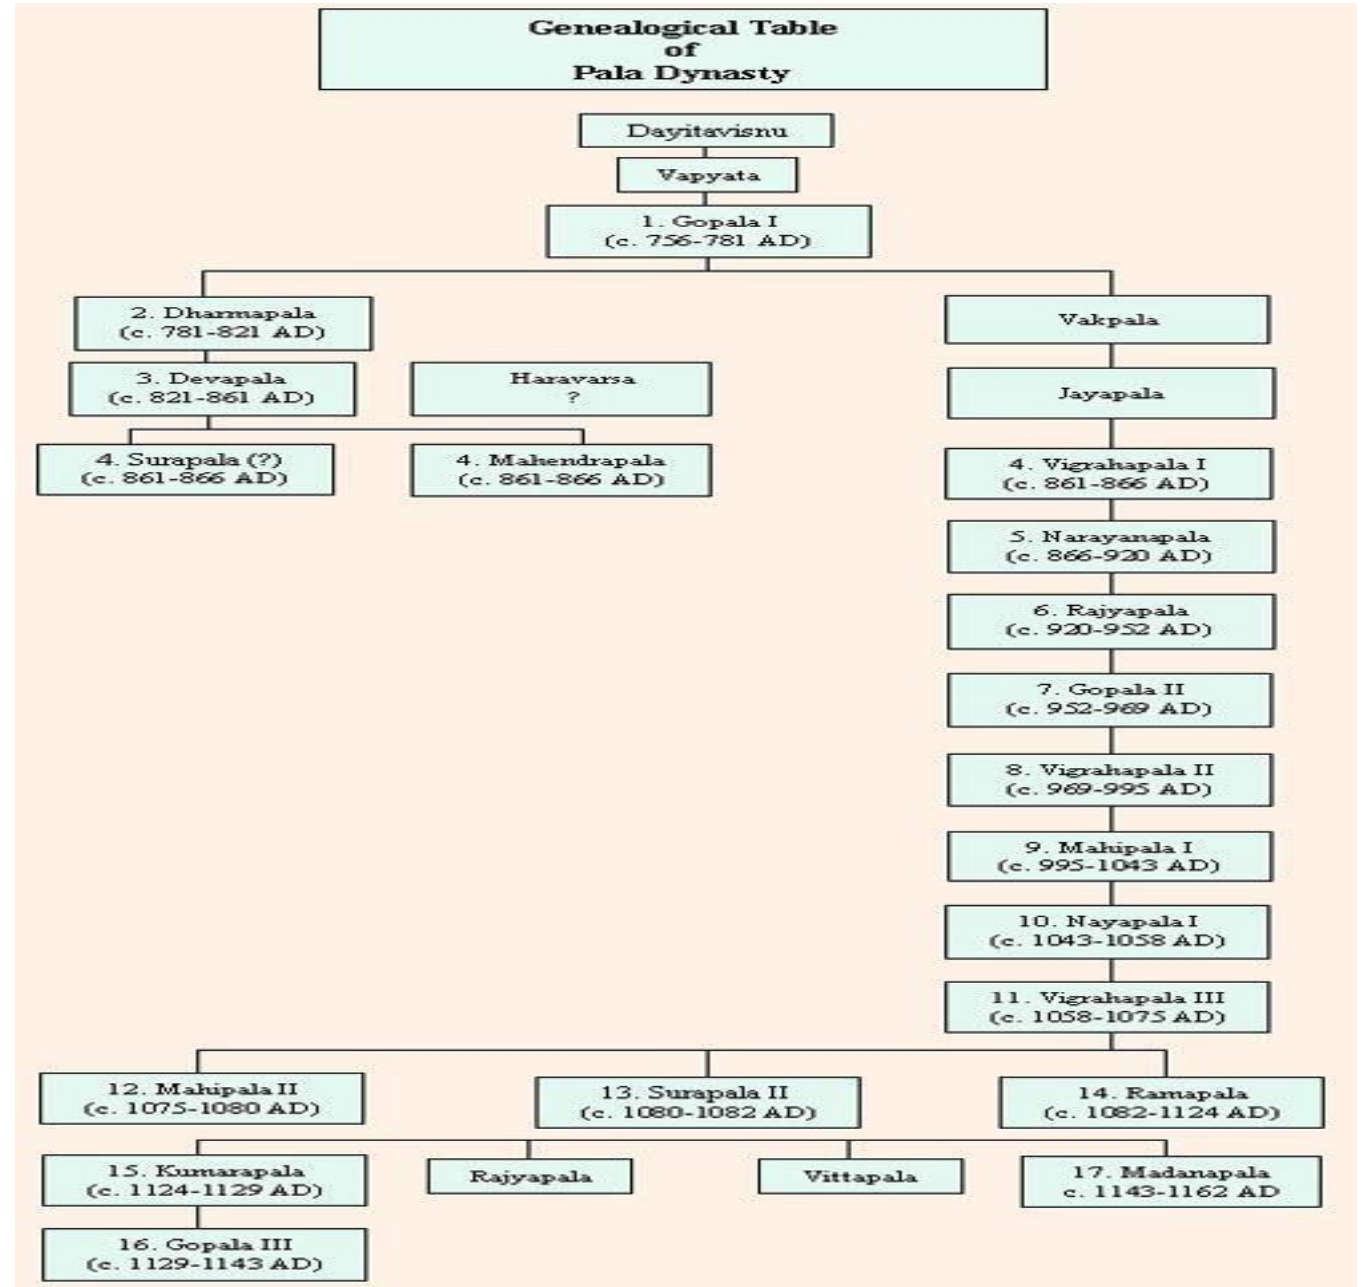 Genealogical Table
of
Pala Dynasty
Dayitavisnu
Vapyata
1. Gopala I
(c. 756-781 AD)
2. Dharmapala
(c. 781-821 AD)
Vakpala
3. Devapala
(c. 821-861 AD)
Haravarsa
?
Jayapala
4. Surapala (?)
(c. 861-866 AD)
4. Mahendrapala
(c. 861-866 AD)
4. Vigrahapala I
(c. 861-866 AD)
5. Narayanapala
(c. 866-920 AD)
6. Rajyapala
(c. 920-952 AD)
7. Gopala II
(c. 952-969 AD)
8. Vigrahapala II
(c. 969-995 AD)
9. Mahipala I
(c. 995-1043 AD)
10. Nayapala I
(c. 1043-1058 AD)
11. Vigrahapala III
(c. 1058-1075 AD)
12. Mahipala II
(c. 1075-1080 AD)
13. Surapala II
(c. 1080-1082 AD)
14. Ramapala
(c. 1082-1124 AD)
15. Kumarapala
(c. 1124-1129 AD)
Rajyapala
Vittapala
17. Madanapala
c. 1143-1162 AD
16. Gopala III
(c. 1129-1143 AD)